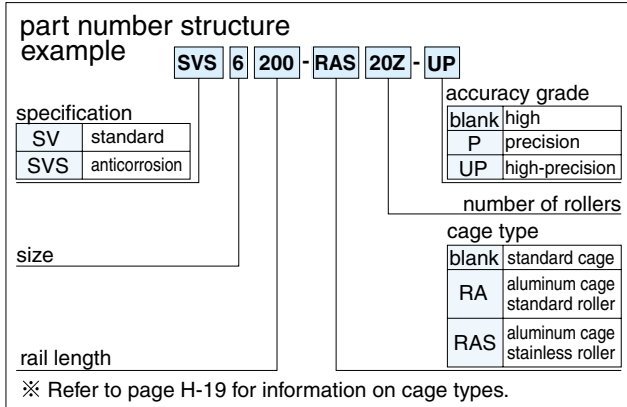 part number structure
example
SVS 6 200 - RAS 20Z - UP
specification
SV standard
SVS anticorrosion
size
rail length
accuracy grade
blank high
P precision
UP high-precision
number of rollers
cage type
blank standard cage
RA aluminum cage
standard roller
RAS aluminum cage
stainless roller
※ Refer to page H-19 for information on cage types.